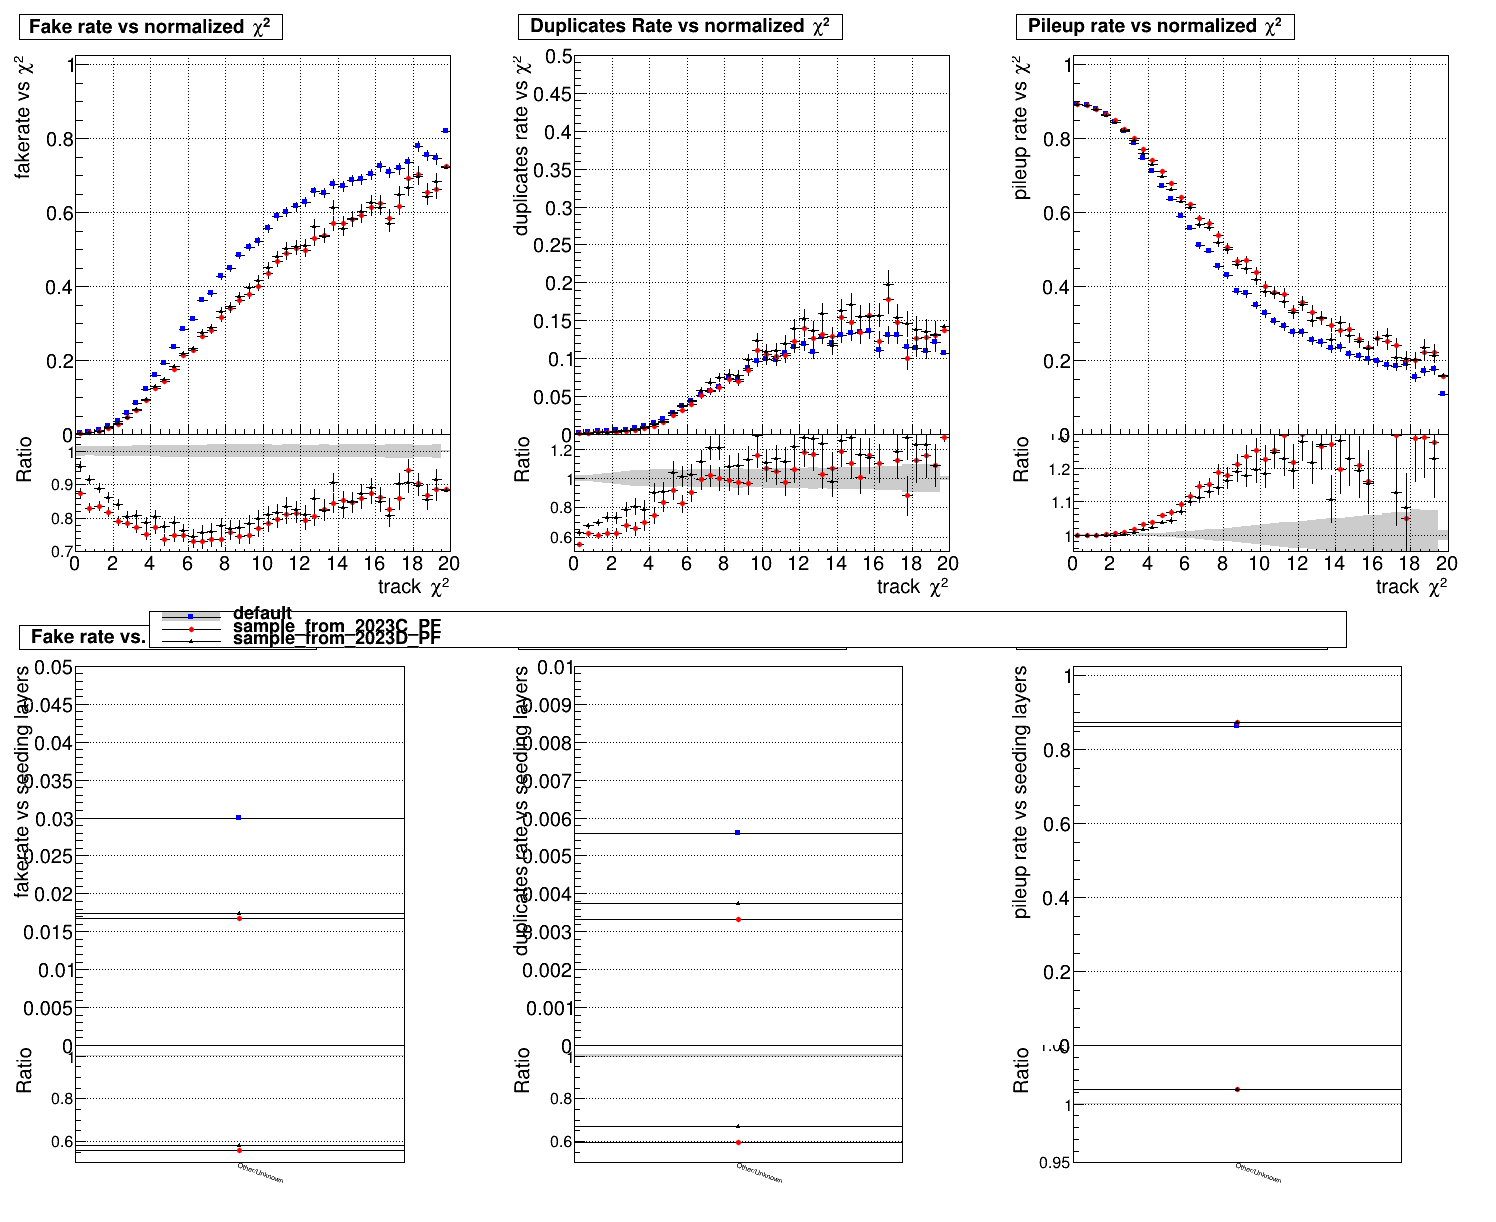 Fake rate vs normalized χ²
Duplicates Rate vs normalized χ²
Pileup rate vs normalized χ²
fakerate vs χ²
1
0.8
0.6
0.4
0.2
0
Ratio
1
0.9
0.8
0.7
0 2 4 6 8 10 12 14 16 18 20
track χ²
duplicates rate vs χ²
0.5
0.45
0.4
0.35
0.3
0.25
0.2
0.15
0.1
0.05
0
Ratio
1.2
1
0.8
0.6
0 2 4 6 8 10 12 14 16 18 20
track χ²
pileup rate vs χ²
1
0.8
0.6
0.4
0.2
0
Ratio
1.2
1.1
1
0 2 4 6 8 10 12 14 16 18 20
track χ²
default
sample_from_2023C_PF
sample_from_2023D_PF
Fake rate vs.
fakerate vs seeding layers
0.05
0.045
0.04
0.035
0.03
0.025
0.02
0.015
0.01
0.005
0
Ratio
1
0.8
0.6
Other/Unknown
duplicates rate vs seeding layers
0.01
0.009
0.008
0.007
0.006
0.005
0.004
0.003
0.002
0.001
0
Ratio
1
0.8
0.6
Other/Unknown
pileup rate vs seeding layers
1
0.8
0.6
0.4
0.2
0
Ratio
1
0.95
Other/Unknown